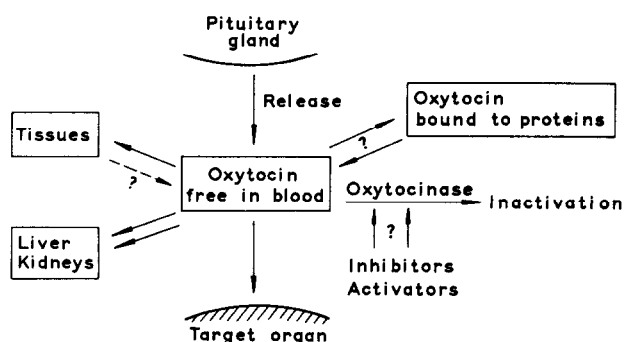 Pituitary
gland
Release
Oxytocin
bound to proteins
Tissues
?
?
Oxytocin
free in blood
Oxytocinase
Inactivation
?
Liver
Kidneys
Inhibitors
Activators
Target organ